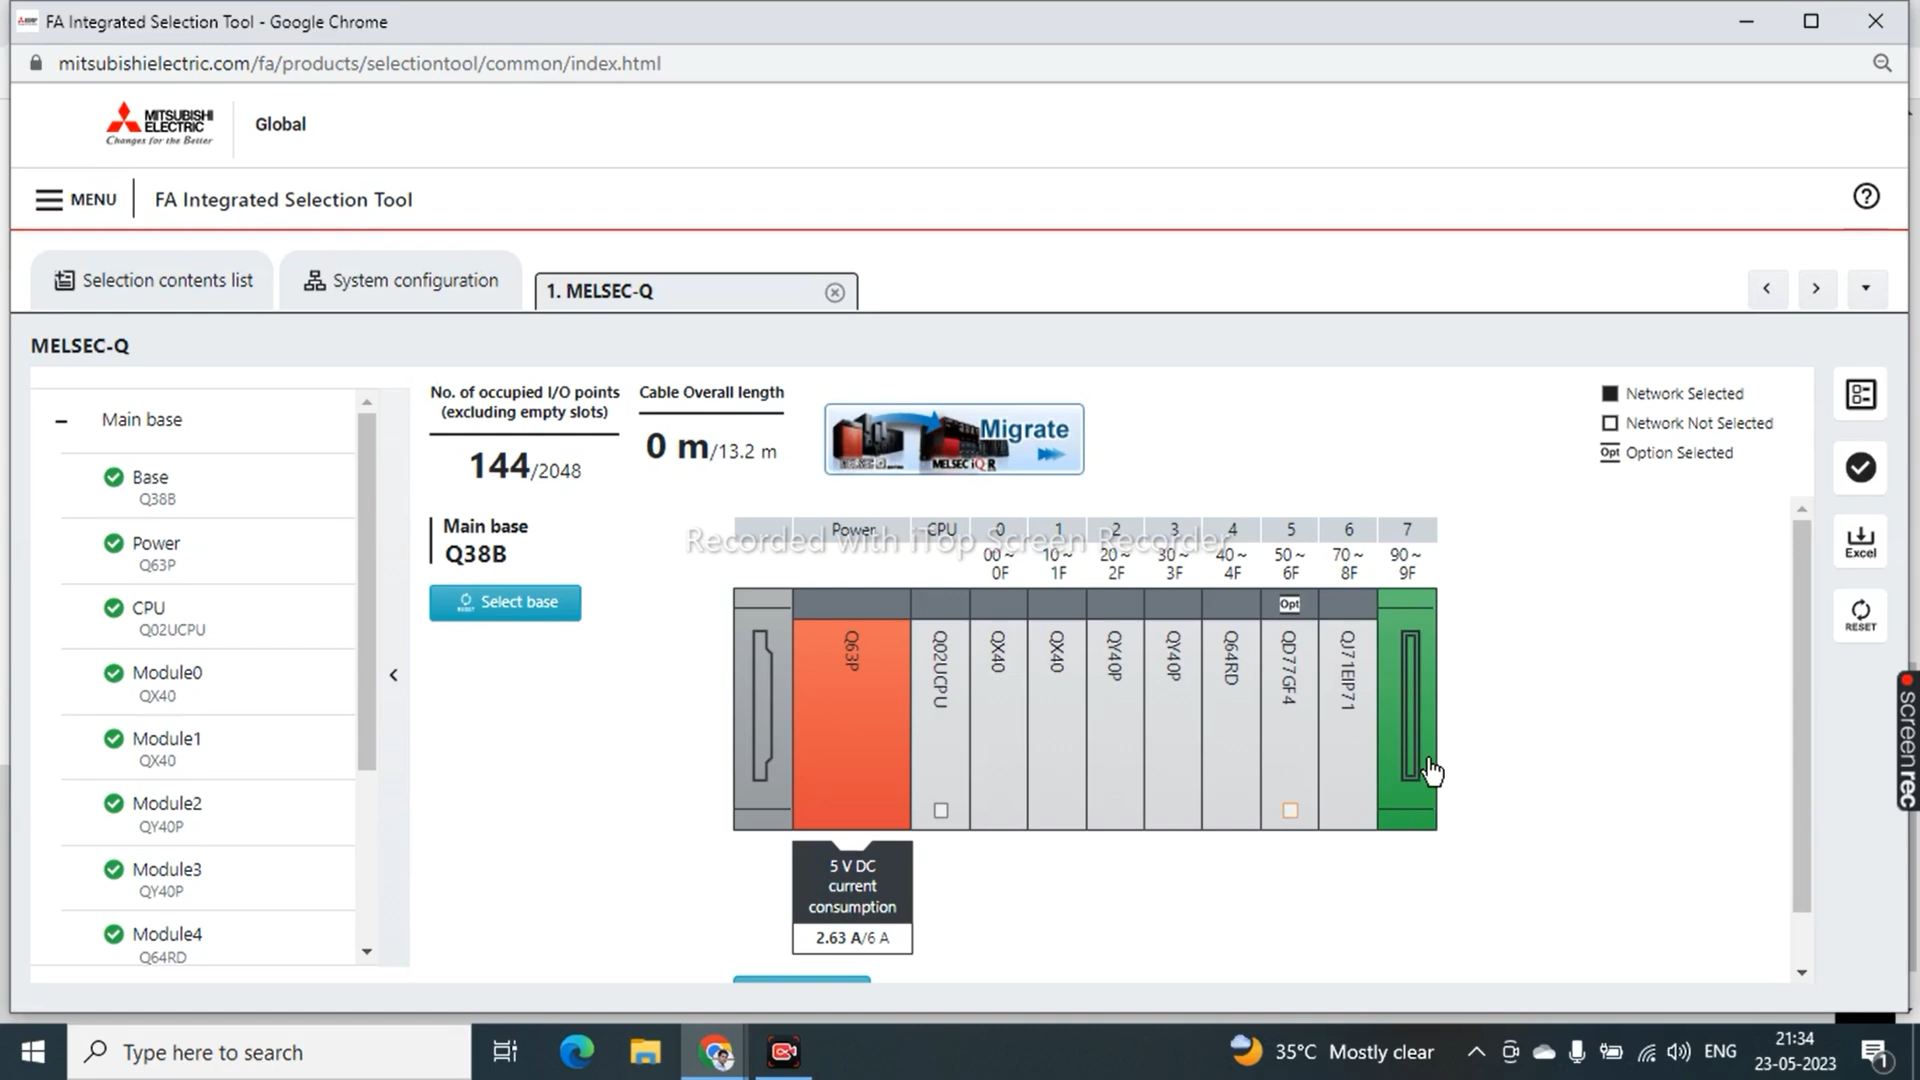 FA Integrated Selection Tool - Google Chrome
mitsubishielectric.com/fa/products/selectiontool/common/index.html
MITSUBISHI
ELECTRIC
Changes for the Better
Global
MENU
FA Integrated Selection Tool
Selection contents list
System configuration
1. MELSEC-Q
MELSEC-Q
Main base
Base
Q38B
Power
Q63P
CPU
Q02UCPU
Module0
QX40
Module1
QX40
Module2
QY40P
Module3
QY40P
Module4
Q64RD
No. of occupied I/O points
(excluding empty slots)
144/2048
Cable Overall length
0 m/13.2 m
Migrate
MELSEC iQ R
Network Selected
Network Not Selected
Opt Option Selected
Main base
Q38B
Select base
Recorded with iTop Screen Recorder
Power CPU 0 1 2 3 4 5 6 7
00 ~ 10 ~ 20 ~ 30 ~ 40 ~ 50 ~ 70 ~ 90 ~
0F 1F 2F 3F 4F 6F 8F 9F
Opt
Q63P
Q02UCPU
QX40
QX40
QY40P
QY40P
Q64RD
QD77GF4
QJ71EIP71
5 V DC
current
consumption
2.63 A/6 A
Excel
RESET
screenrec
Type here to search
35°C Mostly clear
ENG
21:34
23-05-2023
1